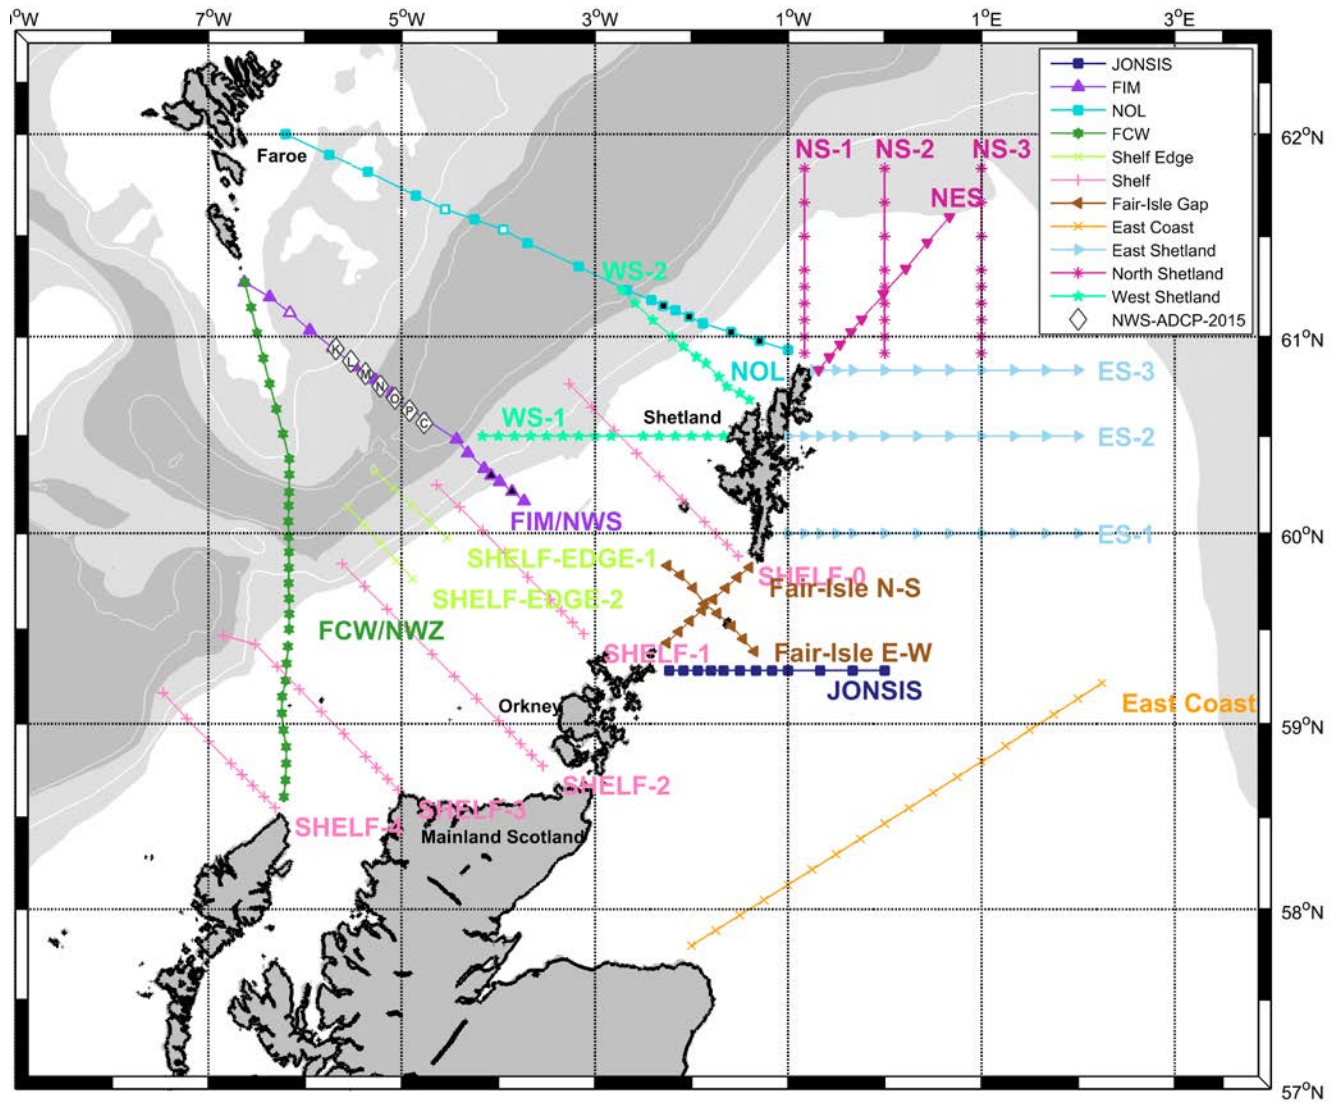 °W 7°W 5°W 3°W 1°W 1°E 3°E
JONSIS
FIM
NOL
FCW
Shelf Edge
Shelf
Fair-Isle Gap
East Coast
East Shetland
North Shetland
West Shetland
NWS-ADCP-2015
62°N
61°N
60°N
59°N
58°N
57°N
Faroe
NS-1 NS-2 NS-3
NES
WS-2
NOL
ES-3
WS-1
Shetland
ES-2
N
N
O
P
C
FIM/NWS
ES-1
SHELF-EDGE-1
SHELF-0
Fair-Isle N-S
SHELF-EDGE-2
FCW/NWZ
SHELF-1
Fair-Isle E-W
JONSIS
Orkney
East Coast
SHELF-2
SHELF-3
SHELF-4
Mainland Scotland